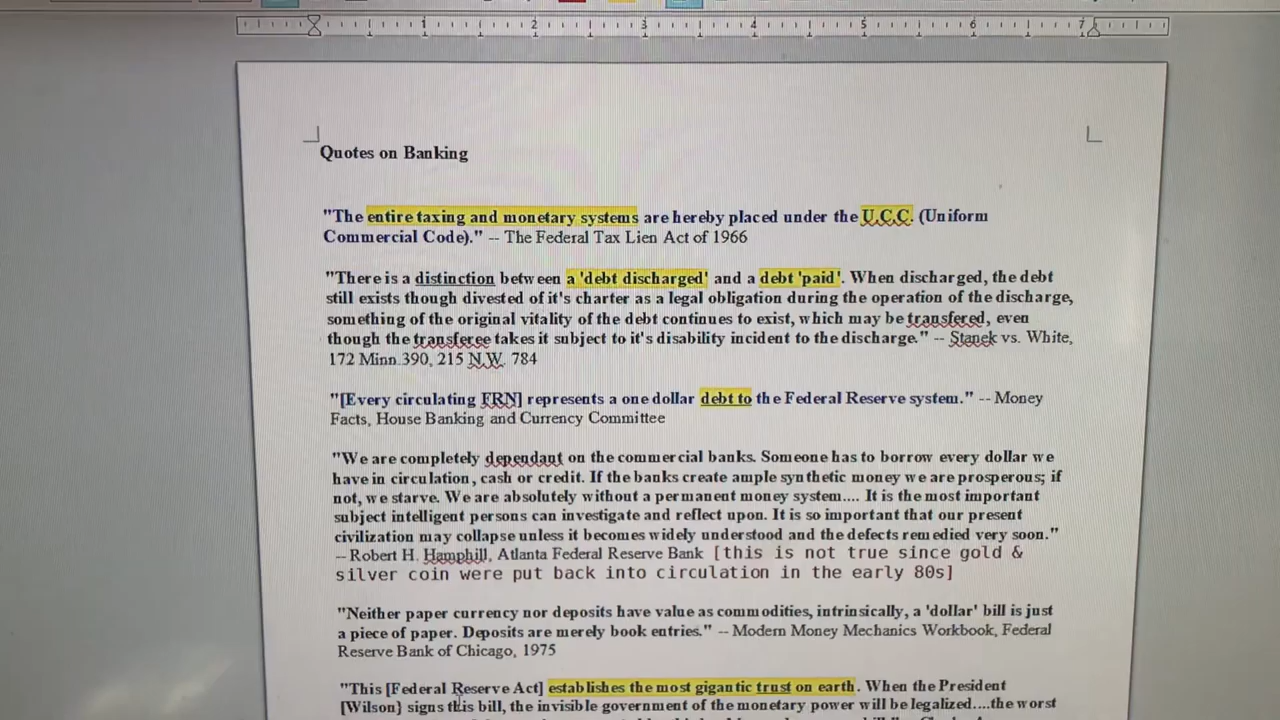 1 2 3 4 5 6 7
Quotes on Banking
"The entire taxing and monetary systems are hereby placed under the U.C.C. (Uniform
Commercial Code)." -- The Federal Tax Lien Act of 1966
"There is a distinction between a 'debt discharged' and a debt 'paid'. When discharged, the debt
still exists though divested of it's charter as a legal obligation during the operation of the discharge,
something of the original vitality of the debt continues to exist, which may be transfered, even
though the transferee takes it subject to it's disability incident to the discharge." -- Stanek vs. White,
172 Minn.390, 215 N.W. 784
"[Every circulating FRN] represents a one dollar debt to the Federal Reserve system." -- Money
Facts, House Banking and Currency Committee
"We are completely dependant on the commercial banks. Someone has to borrow every dollar we
have in circulation, cash or credit. If the banks create ample synthetic money we are prosperous; if
not, we starve. We are absolutely without a permanent money system.... It is the most important
subject intelligent persons can investigate and reflect upon. It is so important that our present
civilization may collapse unless it becomes widely understood and the defects remedied very soon."
-- Robert H. Hamphill, Atlanta Federal Reserve Bank [this is not true since gold &
silver coin were put back into circulation in the early 80s]
"Neither paper currency nor deposits have value as commodities, intrinsically, a 'dollar' bill is just
a piece of paper. Deposits are merely book entries." -- Modern Money Mechanics Workbook, Federal
Reserve Bank of Chicago, 1975
"This [Federal Reserve Act] establishes the most gigantic trust on earth. When the President
[Wilson} signs this bill, the invisible government of the monetary power will be legalized....the worst